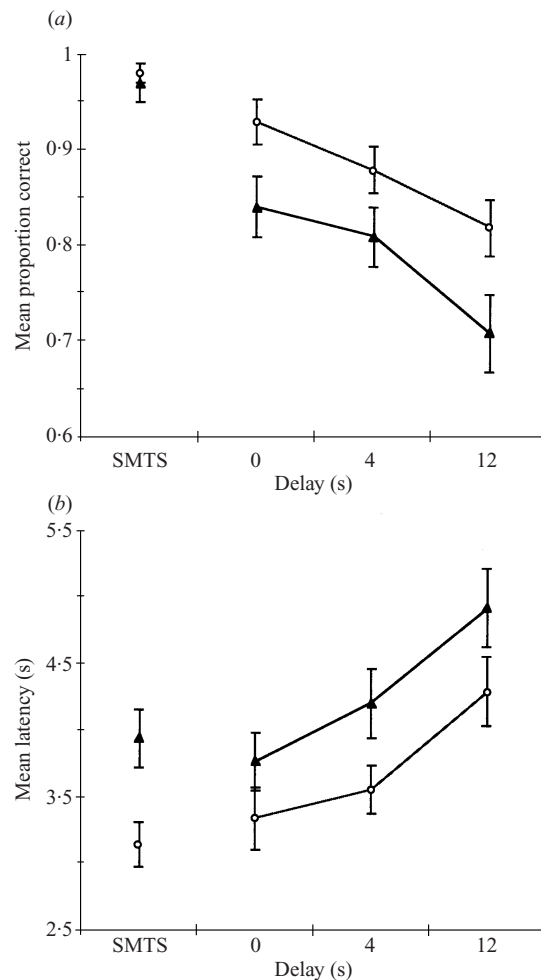 (a)
1
0·9
0·8
0·7
0·6
Mean proportion correct
SMTS 0 4 12
Delay (s)
(b)
5·5
4·5
3·5
2·5
Mean latency (s)
SMTS 0 4 12
Delay (s)